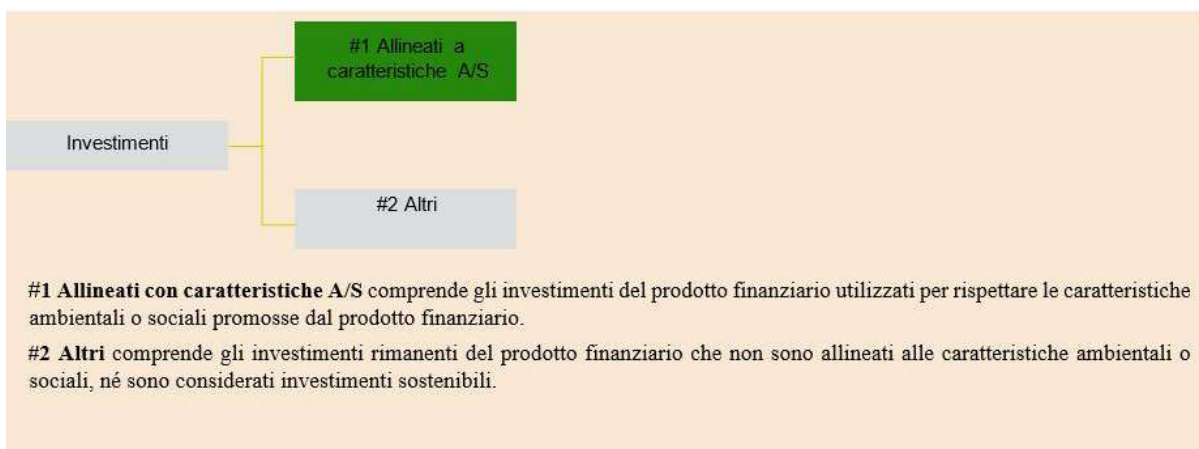 #1 Allineati a
caratteristiche A/S
Investimenti
#2 Altri
#1 Allineati con caratteristiche A/S comprende gli investimenti del prodotto finanziario utilizzati per rispettare le caratteristiche
ambientali o sociali promosse dal prodotto finanziario.
#2 Altri comprende gli investimenti rimanenti del prodotto finanziario che non sono allineati alle caratteristiche ambientali o
sociali, né sono considerati investimenti sostenibili.